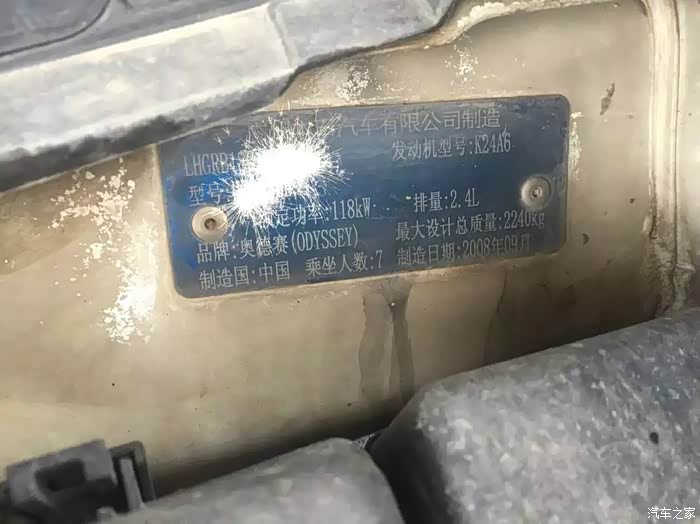 汽车有限公司制造
LHGRB1 发动机型号:K24A6
型号
定功率:118kW 排量:2.4L
品牌:奥德赛(ODYSSEY) 最大设计总质量:2240kg
制造国:中国 乘坐人数:7 制造日期:2008年09月
汽车之家